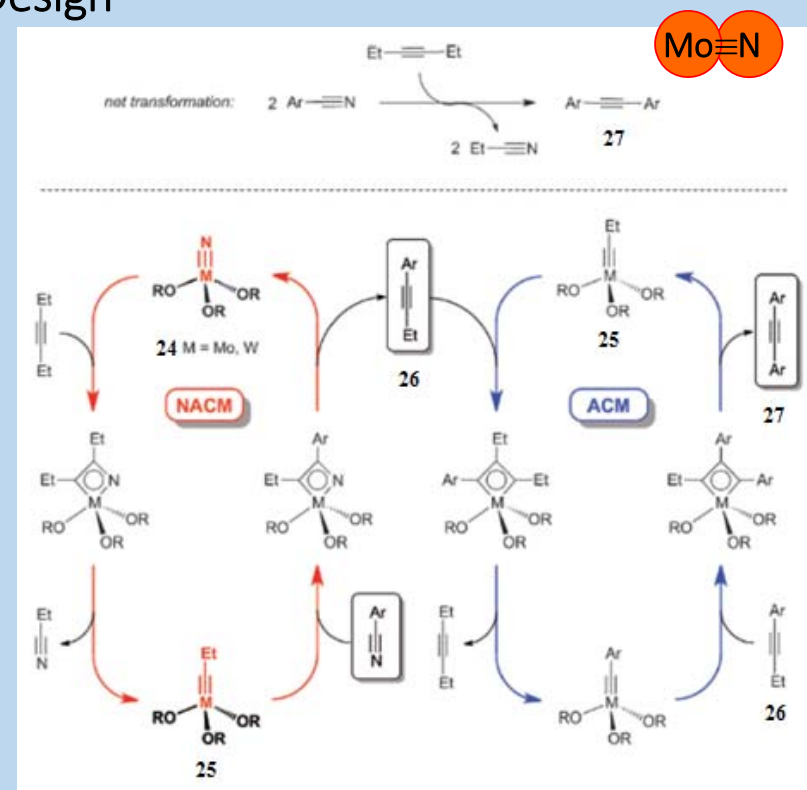 Design
Mo≡N
Et Et
net transformation: 2 Ar N Ar Ar
2 Et N 27
N
M
RO OR
OR
24 M = Mo, W
Et
Et
Ar
Et
26
Et
M
RO OR
OR
25
Ar
Ar
27
NACM
ACM
Et
Et N
M
RO OR
OR
Ar
Et N
M
RO OR
OR
Et
Ar Et
M
RO OR
OR
Ar
Et Ar
M
RO OR
OR
Et
N
Et
M
RO OR
OR
25
Ar
N
Et
Et
Ar
M
RO OR
OR
Ar
Et
26